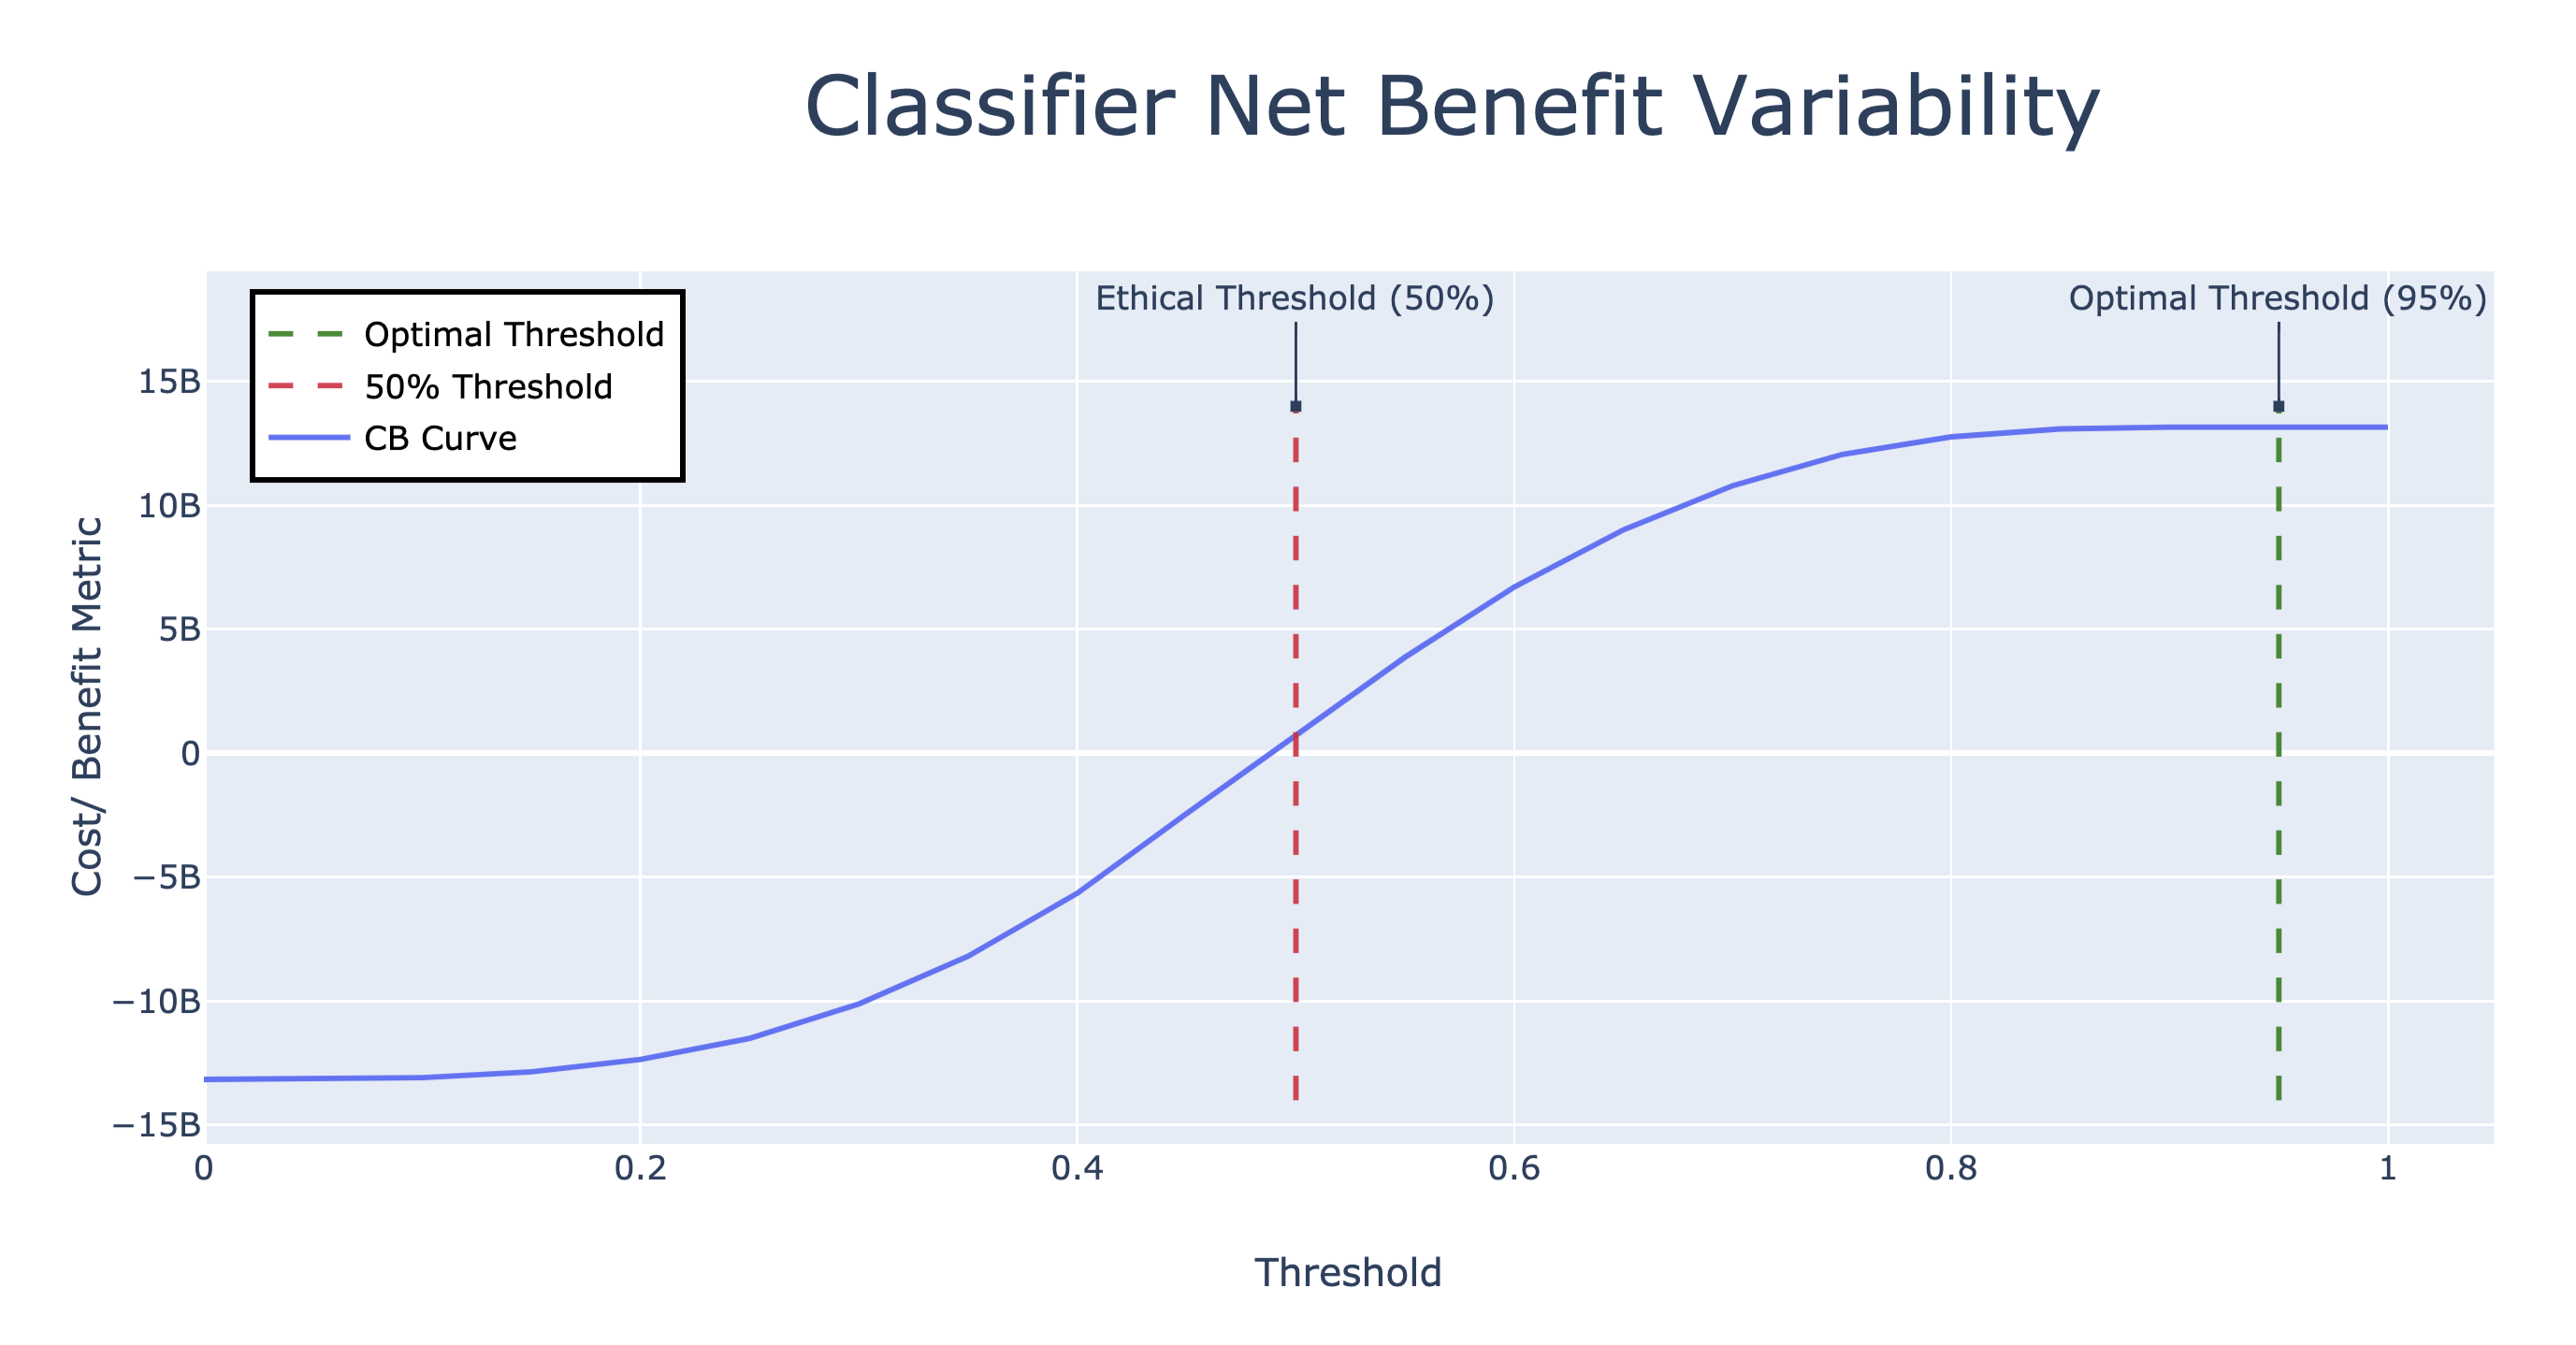 Classifier Net Benefit Variability
Optimal Threshold
50% Threshold
CB Curve
Ethical Threshold (50%)
Optimal Threshold (95%)
Cost/ Benefit Metric
15B
10B
5B
0
−5B
−10B
−15B
0
0.2
0.4
0.6
0.8
1
Threshold